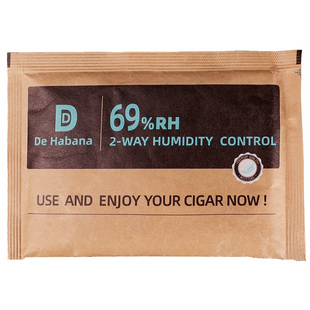 D
De Habana
69%RH
2-WAY HUMIDITY CONTROL
USE AND ENJOY YOUR CIGAR NOW !